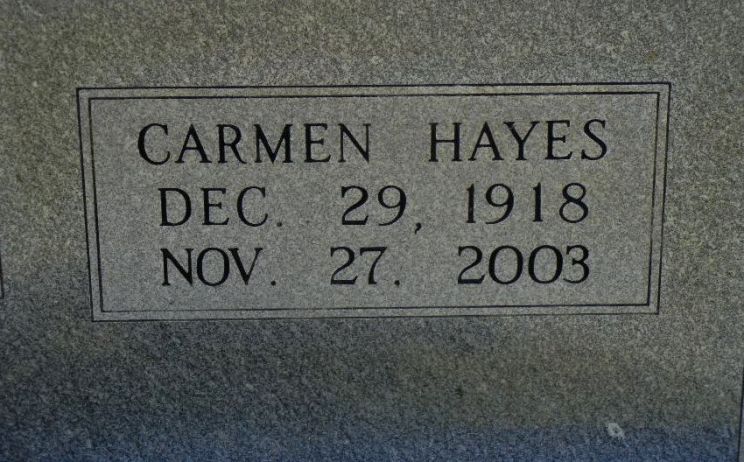 CARMEN HAYES
DEC. 29, 1918
NOV. 27, 2003